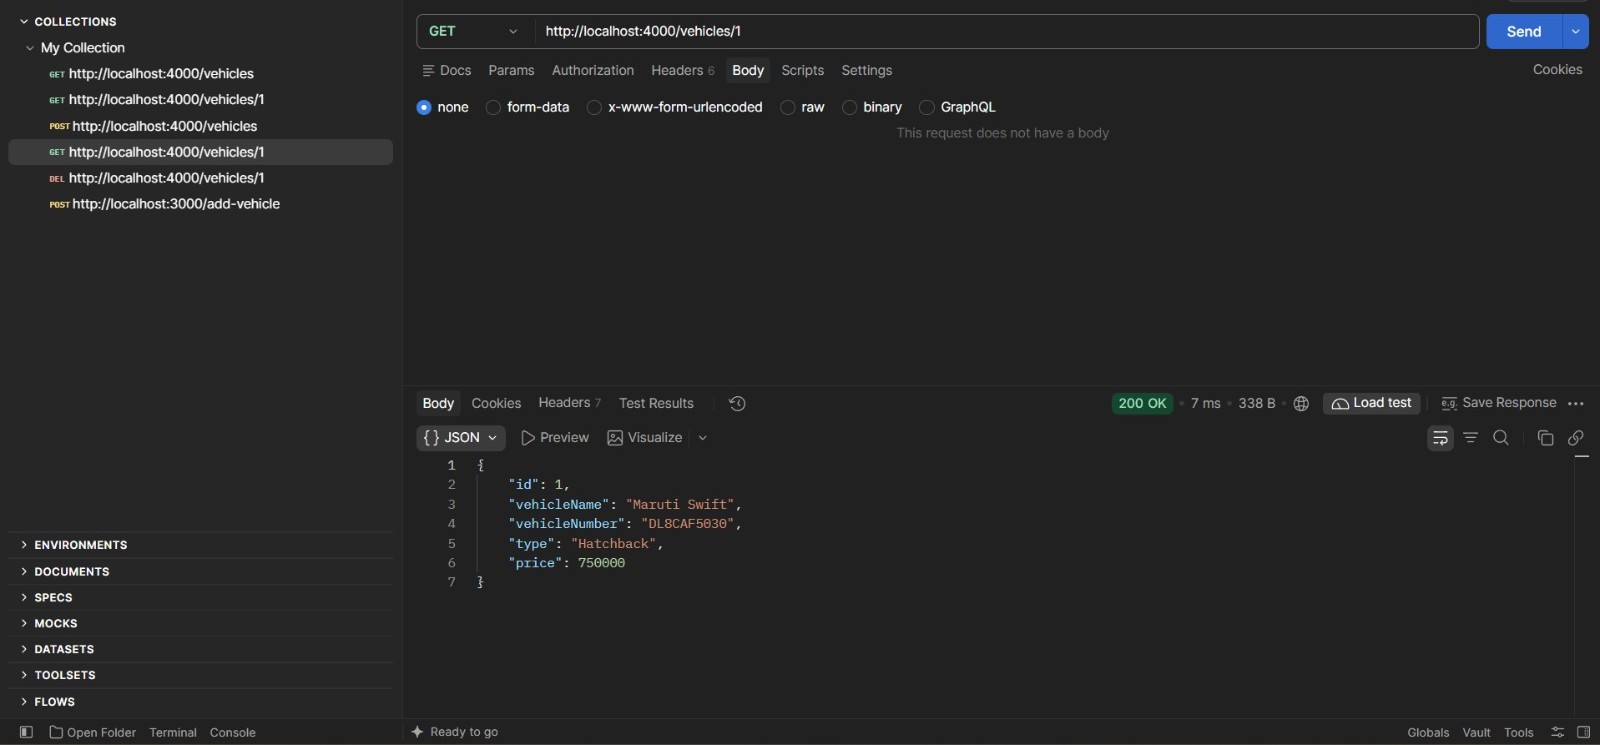 COLLECTIONS
My Collection
GET http://localhost:4000/vehicles
GET http://localhost:4000/vehicles/1
POST http://localhost:4000/vehicles
GET http://localhost:4000/vehicles/1
DEL http://localhost:4000/vehicles/1
POST http://localhost:3000/add-vehicle
ENVIRONMENTS
DOCUMENTS
SPECS
MOCKS
DATASETS
TOOLSETS
FLOWS
GET http://localhost:4000/vehicles/1 Send
Docs Params Authorization Headers 6 Body Scripts Settings Cookies
none form-data x-www-form-urlencoded raw binary GraphQL
This request does not have a body
Body Cookies Headers 7 Test Results 200 OK • 7 ms • 338 B • Load test e.g. Save Response
{} JSON Preview Visualize
1 {
2 "id": 1,
3 "vehicleName": "Maruti Swift",
4 "vehicleNumber": "DL8CAF5030",
5 "type": "Hatchback",
6 "price": 750000
7 }
Open Folder Terminal Console Ready to go Globals Vault Tools